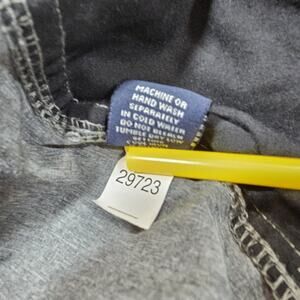 MACHINE OR
HAND WASH
SEPARATELY
IN COLD WATER
DO NOT BLEACH
TUMBLE DRY LOW
29723